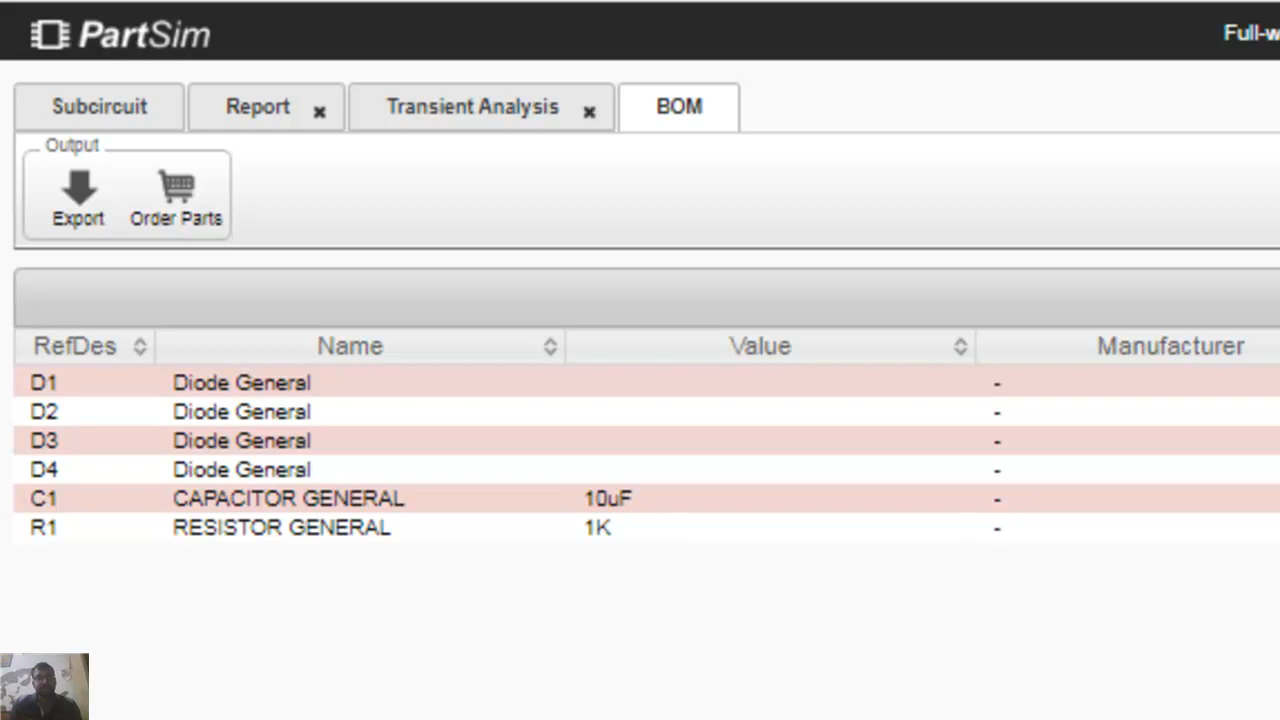 PartSim
Full-w
Subcircuit Report Transient Analysis BOM
Output
Export Order Parts
RefDes Name Value Manufacturer
D1 Diode General -
D2 Diode General -
D3 Diode General -
D4 Diode General -
C1 CAPACITOR GENERAL 10uF -
R1 RESISTOR GENERAL 1K -